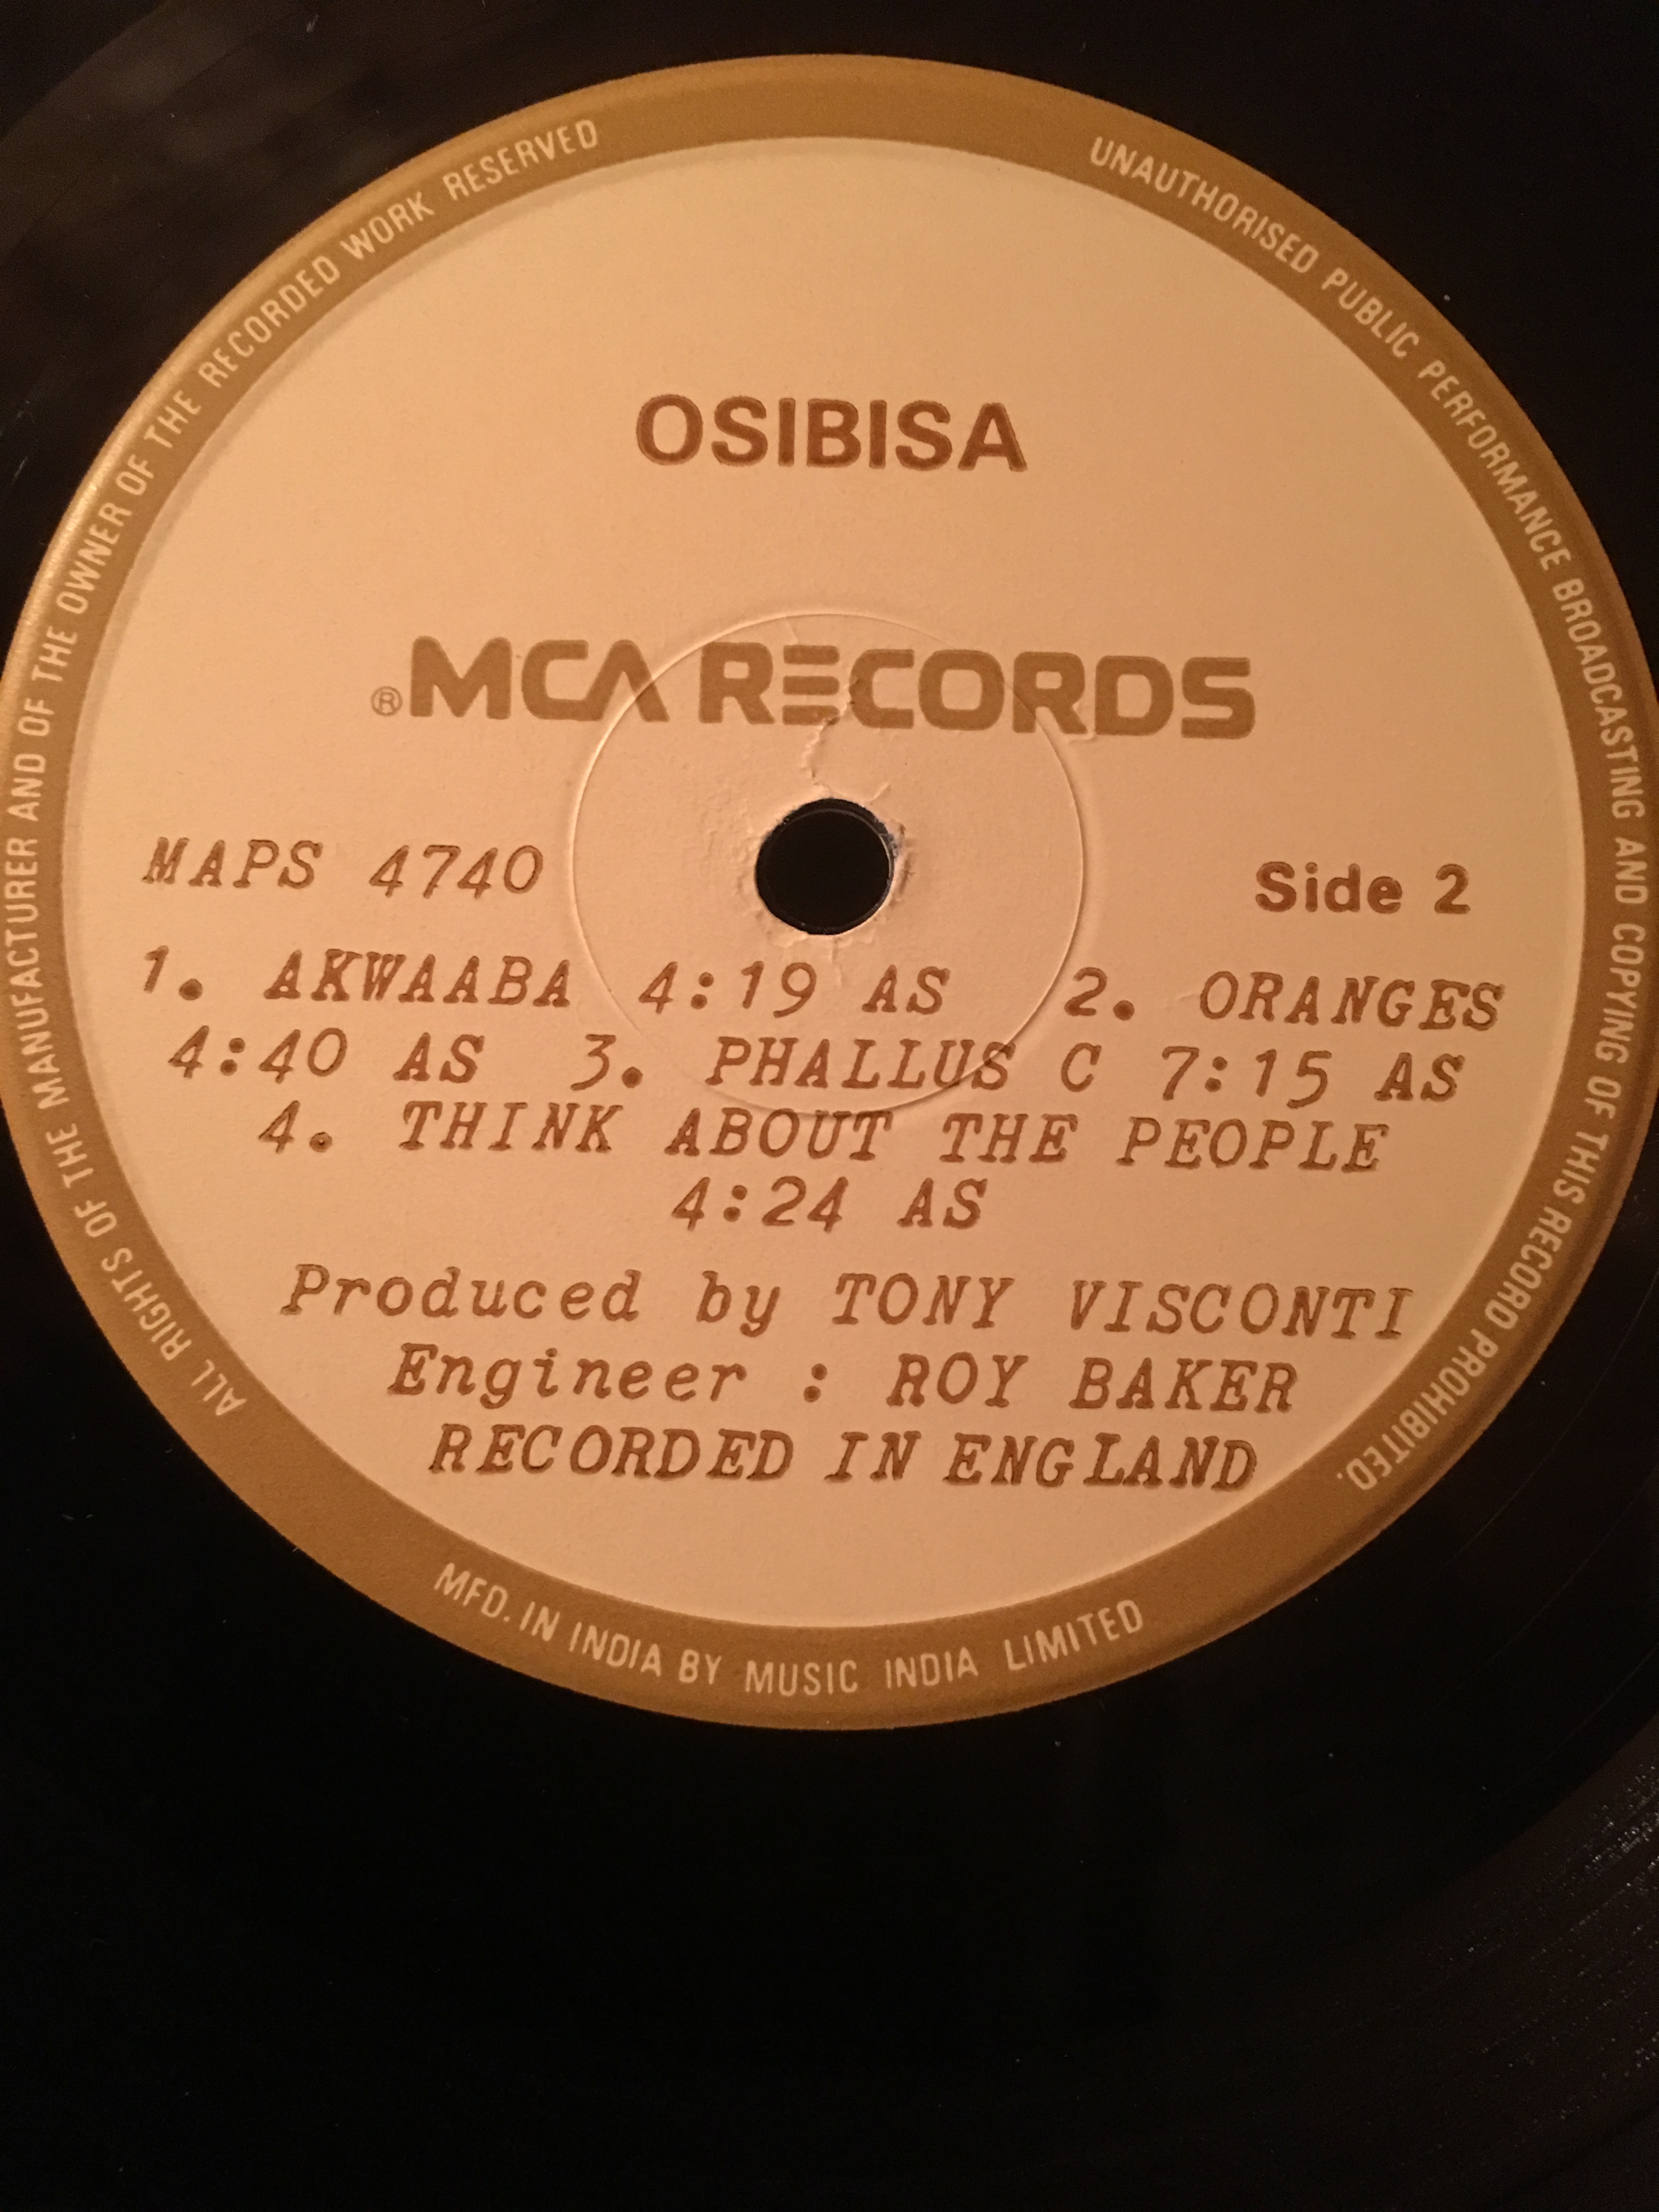 OSIBISA
® MCA RECORDS
MAPS 4740
Side 2
1. AKWAABA 4:19 AS 2. ORANGES
4:40 AS 3. PHALLUS C 7:15 AS
4. THINK ABOUT THE PEOPLE
4:24 AS
Produced by TONY VISCONTI
Engineer : ROY BAKER
RECORDED IN ENGLAND
ALL RIGHTS OF THE MANUFACTURER AND OF THE OWNER OF THE RECORDED WORK RESERVED
UNAUTHORISED PUBLIC PERFORMANCE BROADCASTING AND COPYING OF THIS RECORD PROHIBITED.
MFD. IN INDIA BY MUSIC INDIA LIMITED